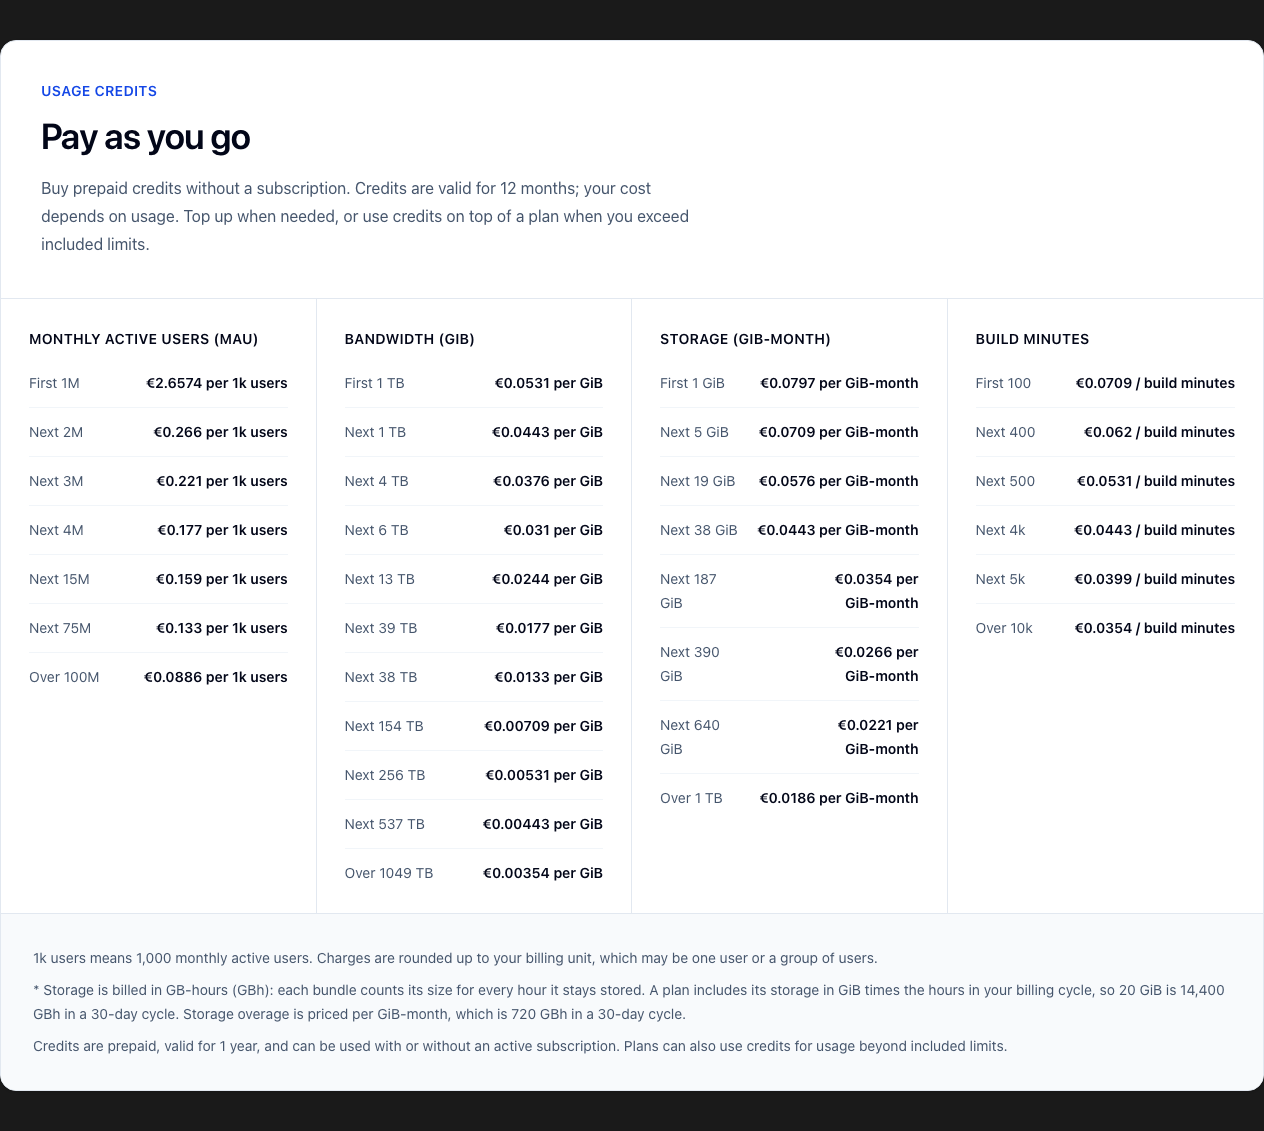 USAGE CREDITS
Pay as you go
Buy prepaid credits without a subscription. Credits are valid for 12 months; your cost
depends on usage. Top up when needed, or use credits on top of a plan when you exceed
included limits.
MONTHLY ACTIVE USERS (MAU)
First 1M €2.6574 per 1k users
Next 2M €0.266 per 1k users
Next 3M €0.221 per 1k users
Next 4M €0.177 per 1k users
Next 15M €0.159 per 1k users
Next 75M €0.133 per 1k users
Over 100M €0.0886 per 1k users
BANDWIDTH (GIB)
First 1 TB €0.0531 per GiB
Next 1 TB €0.0443 per GiB
Next 4 TB €0.0376 per GiB
Next 6 TB €0.031 per GiB
Next 13 TB €0.0244 per GiB
Next 39 TB €0.0177 per GiB
Next 38 TB €0.0133 per GiB
Next 154 TB €0.00709 per GiB
Next 256 TB €0.00531 per GiB
Next 537 TB €0.00443 per GiB
Over 1049 TB €0.00354 per GiB
STORAGE (GIB-MONTH)
First 1 GiB €0.0797 per GiB-month
Next 5 GiB €0.0709 per GiB-month
Next 19 GiB €0.0576 per GiB-month
Next 38 GiB €0.0443 per GiB-month
Next 187 €0.0354 per
GiB GiB-month
Next 390 €0.0266 per
GiB GiB-month
Next 640 €0.0221 per
GiB GiB-month
Over 1 TB €0.0186 per GiB-month
BUILD MINUTES
First 100 €0.0709 / build minutes
Next 400 €0.062 / build minutes
Next 500 €0.0531 / build minutes
Next 4k €0.0443 / build minutes
Next 5k €0.0399 / build minutes
Over 10k €0.0354 / build minutes
1k users means 1,000 monthly active users. Charges are rounded up to your billing unit, which may be one user or a group of users.
* Storage is billed in GB-hours (GBh): each bundle counts its size for every hour it stays stored. A plan includes its storage in GiB times the hours in your billing cycle, so 20 GiB is 14,400
GBh in a 30-day cycle. Storage overage is priced per GiB-month, which is 720 GBh in a 30-day cycle.
Credits are prepaid, valid for 1 year, and can be used with or without an active subscription. Plans can also use credits for usage beyond included limits.